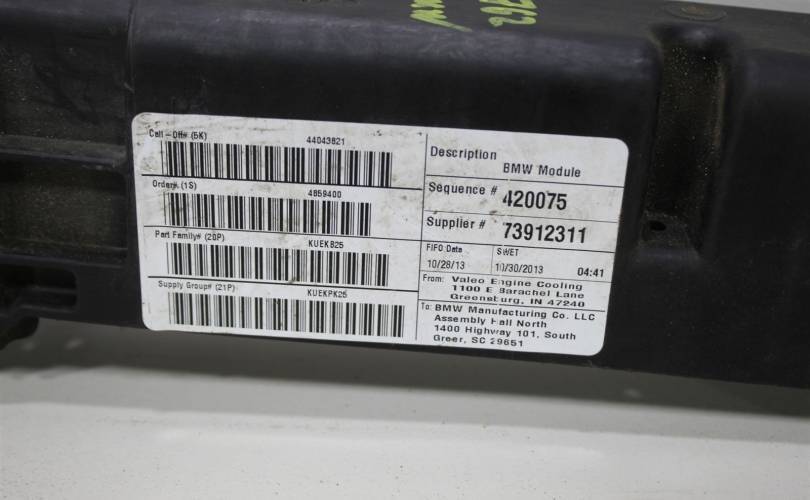 Call-Off# (5K)
44043821
Order# (1S)
4859400
Part Family# (20P)
KUEKB25
Supply Group# (21P)
KUEKPK25
Description
BMW Module
Sequence # 420075
Supplier # 73912311
FIFO Date
10/28/13
SWET
10/30/2013 04:41
From: Valeo Engine Cooling
1100 E Barachel Lane
Greensburg, IN 47240
To: BMW Manufacturing Co. LLC
Assembly Hall North
1400 Highway 101, South
Greer, SC 29651